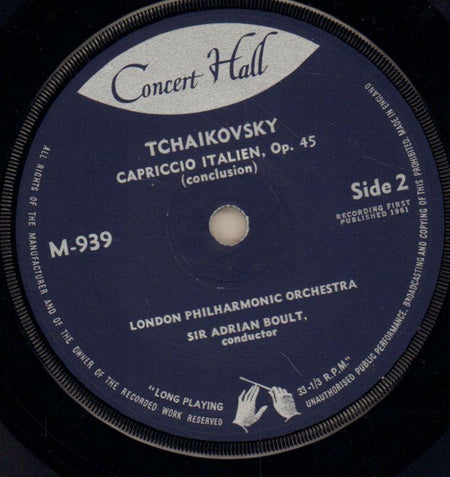 Concert Hall
TCHAIKOVSKY
CAPRICCIO ITALIEN, Op. 45
(conclusion)
Side 2
RECORDING FIRST
PUBLISHED 1961
M-939
LONDON PHILHARMONIC ORCHESTRA
SIR ADRIAN BOULT,
conductor
"LONG PLAYING
33-1/3 R.P.M"
ALL RIGHTS OF THE MANUFACTURER AND OF THE OWNER OF THE RECORDED WORK RESERVED
UNAUTHORISED PUBLIC PERFORMANCE, BROADCASTING AND COPYING OF THIS PROHIBITED. MADE IN ENGLAND